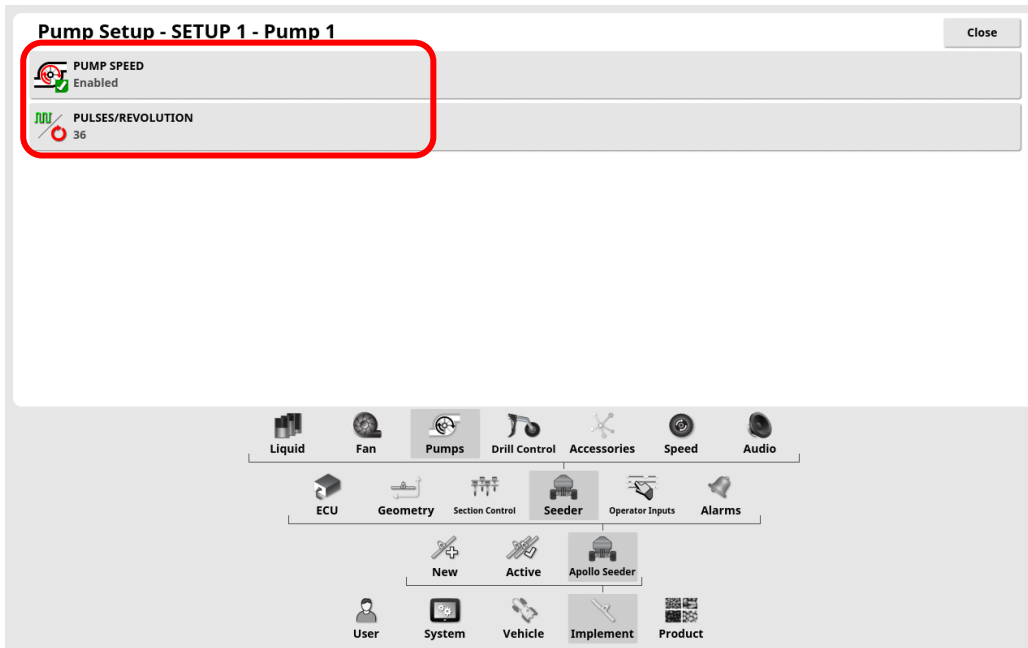 Pump Setup - SETUP 1 - Pump 1
Close
PUMP SPEED
Enabled
PULSES/REVOLUTION
36
Liquid Fan Pumps Drill Control Accessories Speed Audio
ECU Geometry Section Control Seeder Operator Inputs Alarms
New Active Apollo Seeder
User System Vehicle Implement Product